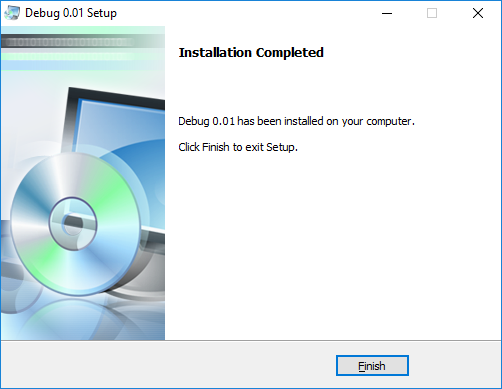 Debug 0.01 Setup
Installation Completed
Debug 0.01 has been installed on your computer.
Click Finish to exit Setup.
Finish